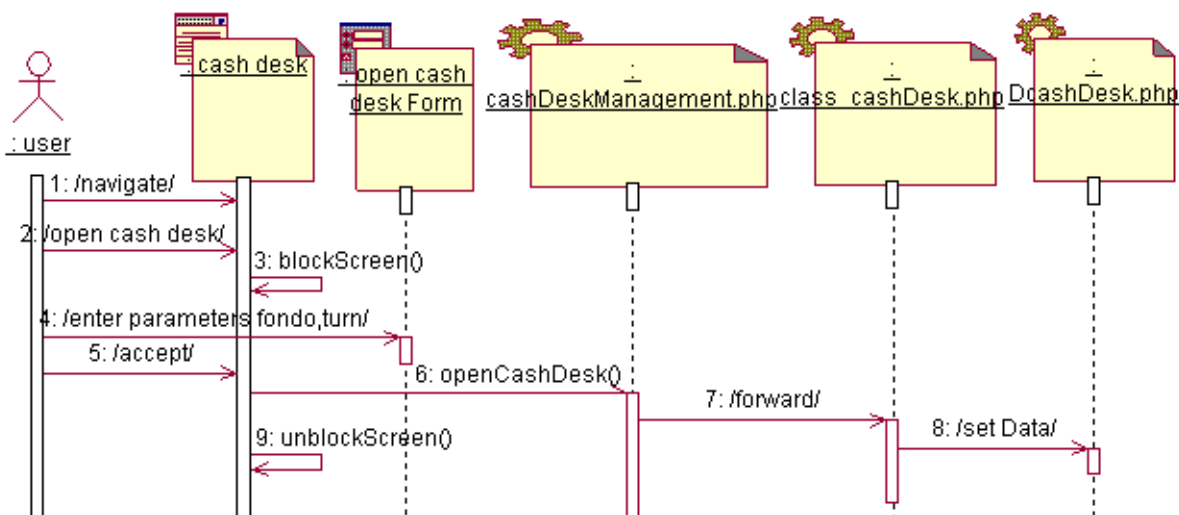 : cash desk
: open cash
desk Form
:
cashDeskManagement.php
:
class_cashDesk.php
:
DcashDesk.php
: user
1: /navigate/
2: /open cash desk/
3: blockScreen()
4: /enter parameters fondo,turn/
5: /accept/
6: openCashDesk()
7: /forward/
8: /set Data/
9: unblockScreen()